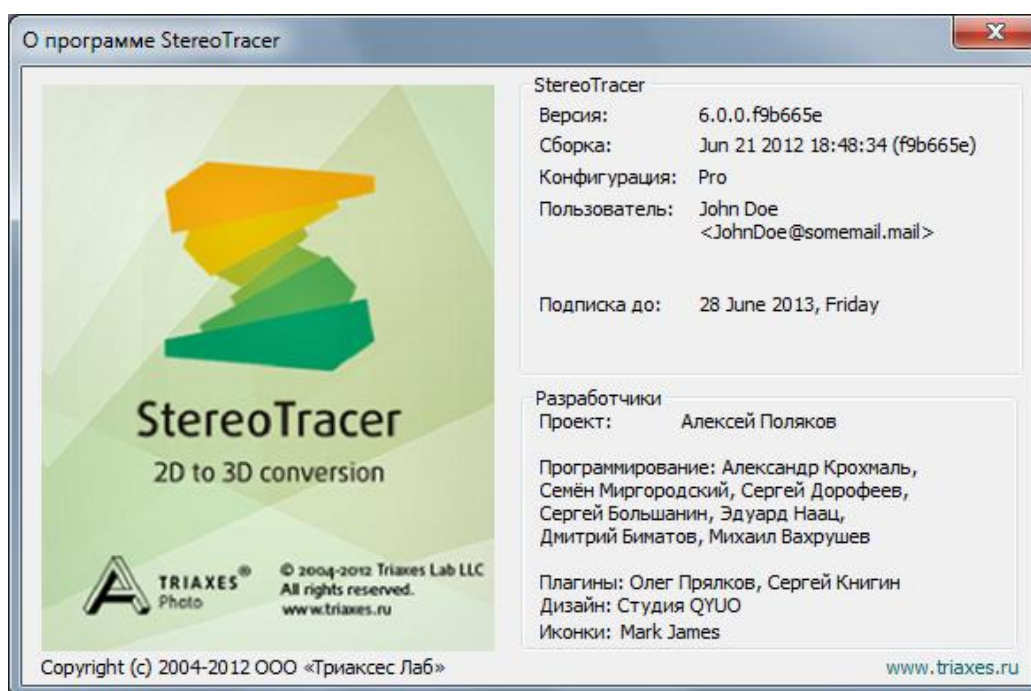 О программе StereoTracer
StereoTracer
2D to 3D conversion
TRIAXES®
Photo
© 2004-2012 Triaxes Lab LLC
All rights reserved.
www.triaxes.ru
StereoTracer
Версия: 6.0.0.f9b665e
Сборка: Jun 21 2012 18:48:34 (f9b665e)
Конфигурация: Pro
Пользователь: John Doe
<JohnDoe@somemail.mail>
Подписка до: 28 June 2013, Friday
Разработчики
Проект: Алексей Поляков
Программирование: Александр Крохмаль,
Семён Миргородский, Сергей Дорофеев,
Сергей Большанин, Эдуард Наац,
Дмитрий Биматов, Михаил Вахрушев
Плагины: Олег Прялков, Сергей Книгин
Дизайн: Студия QYUO
Иконки: Mark James
Copyright (c) 2004-2012 ООО «Триаксес Лаб»
www.triaxes.ru